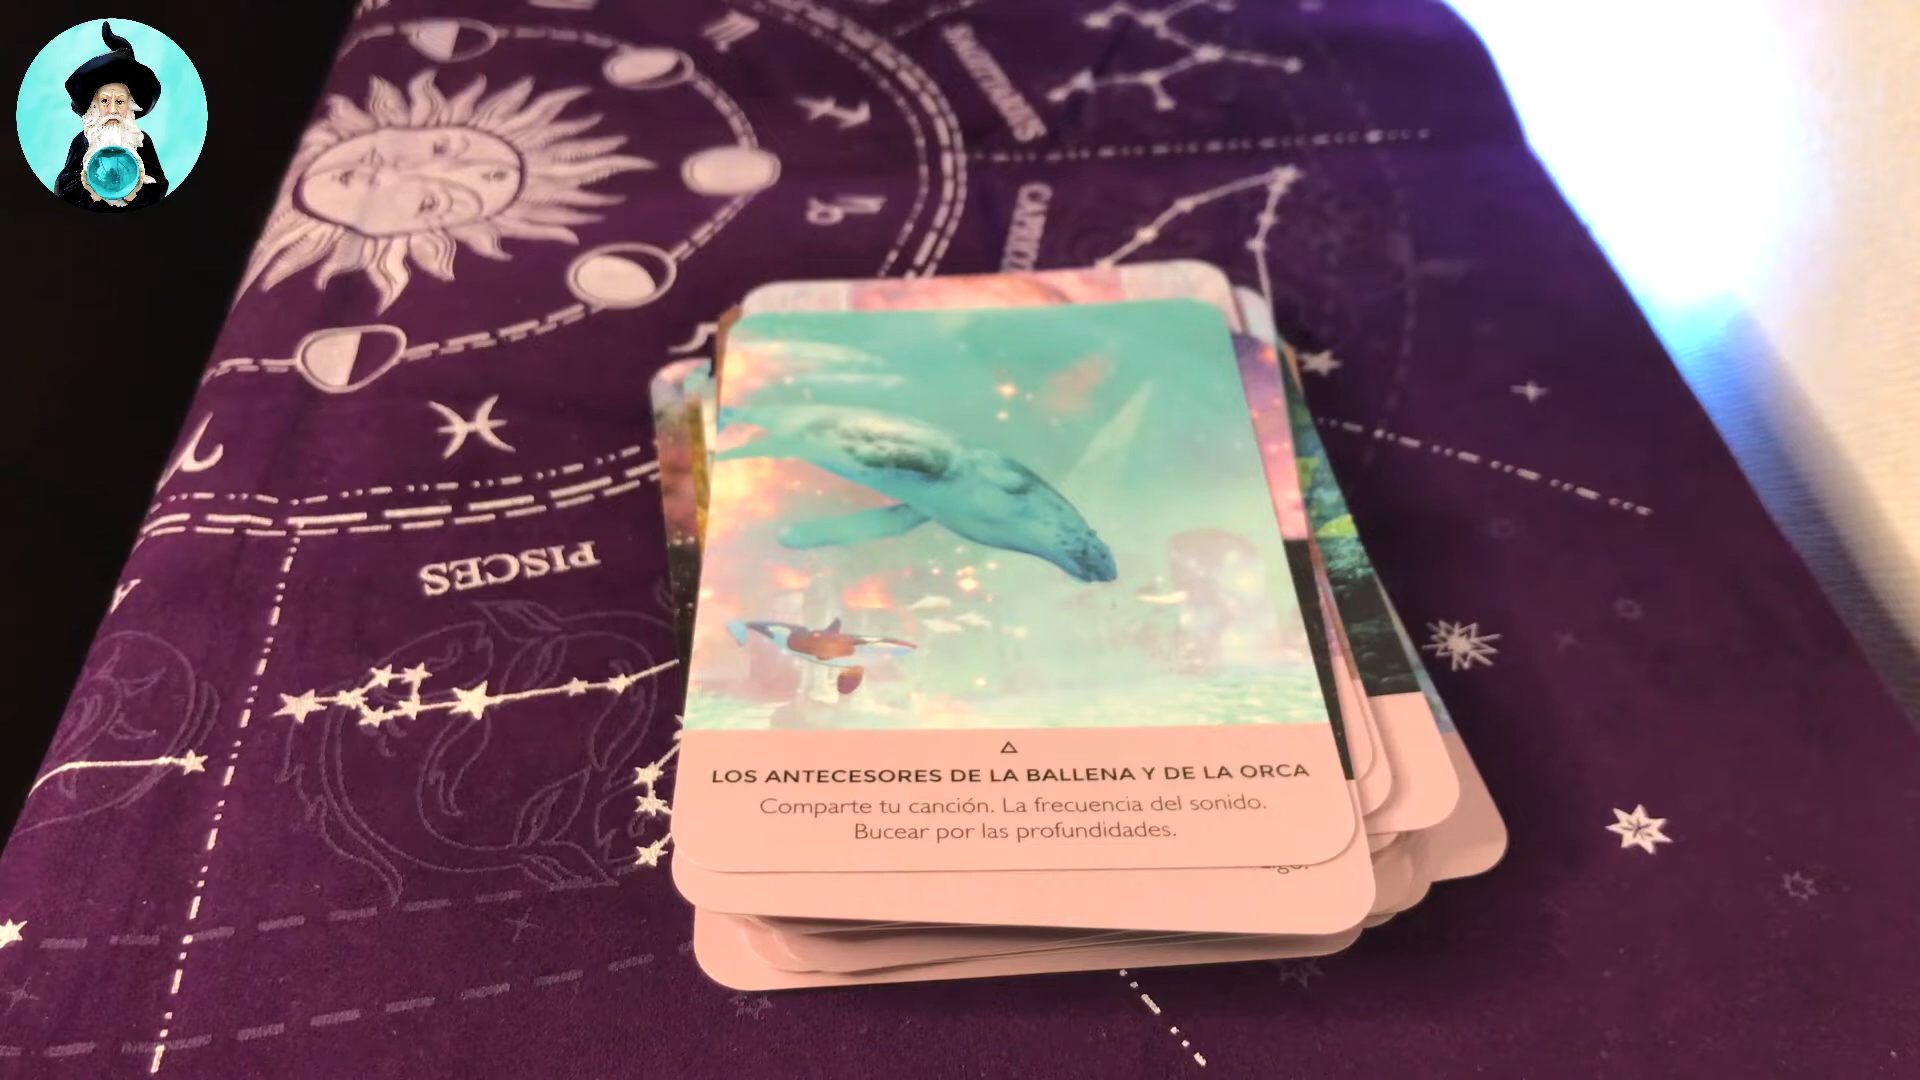 SAGITTARIUS
PISCES
LOS ANTECESORES DE LA BALLENA Y DE LA ORCA
Comparte tu canción. La frecuencia del sonido.
Bucear por las profundidades.